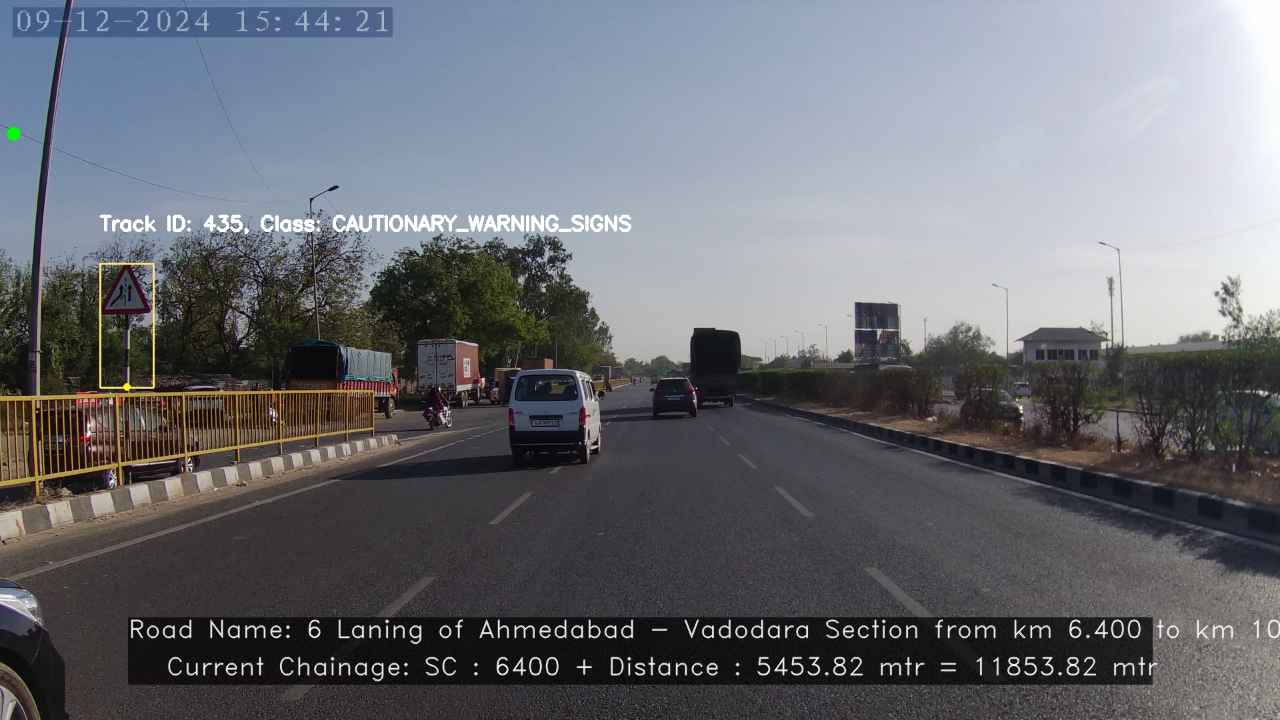 09-12-2024 15:44:21
Track ID: 435, Class: CAUTIONARY_WARNING_SIGNS
Road Name: 6 Laning of Ahmedabad - Vadodara Section from km 6.400 to km 10
Current Chainage: SC : 6400 + Distance : 5453.82 mtr = 11853.82 mtr